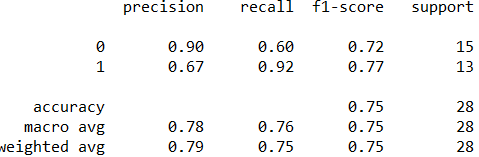 precision recall f1-score support
0 0.90 0.60 0.72 15
1 0.67 0.92 0.77 13
accuracy 0.75 28
macro avg 0.78 0.76 0.75 28
weighted avg 0.79 0.75 0.75 28